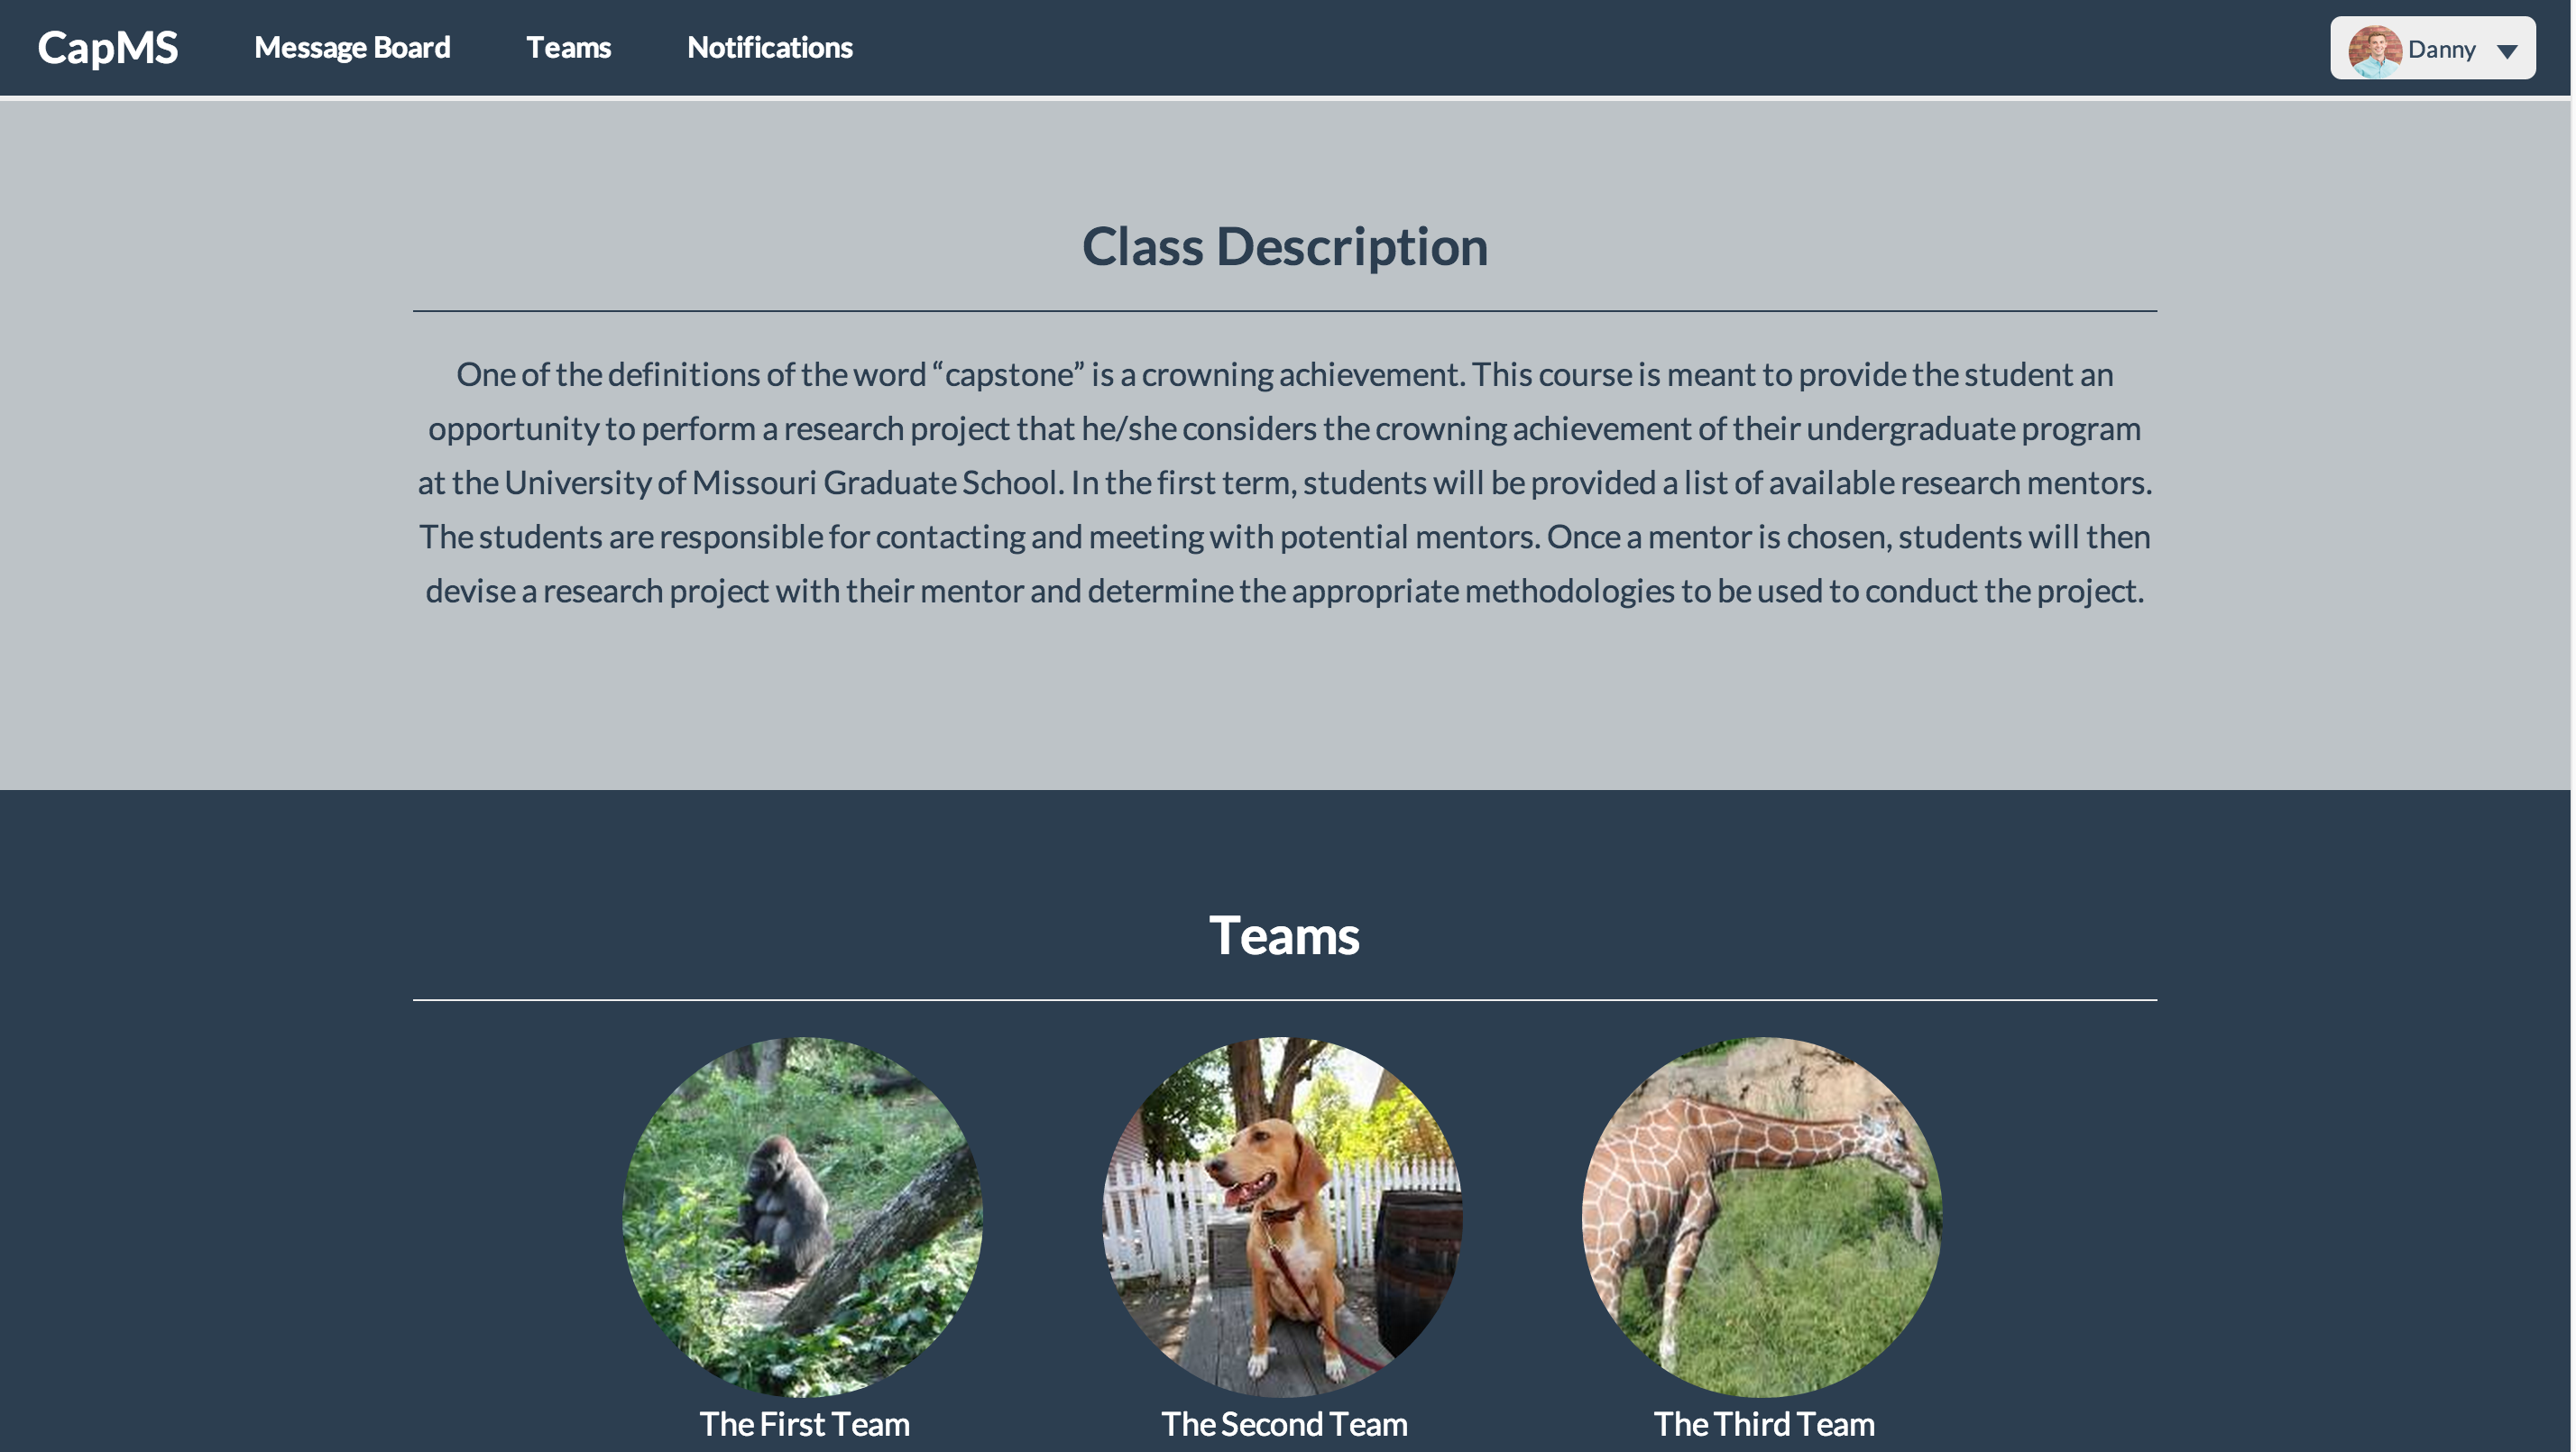 CapMS Message Board Teams Notifications Danny
Class Description
One of the definitions of the word “capstone” is a crowning achievement. This course is meant to provide the student an
opportunity to perform a research project that he/she considers the crowning achievement of their undergraduate program
at the University of Missouri Graduate School. In the first term, students will be provided a list of available research mentors.
The students are responsible for contacting and meeting with potential mentors. Once a mentor is chosen, students will then
devise a research project with their mentor and determine the appropriate methodologies to be used to conduct the project.
Teams
The First Team The Second Team The Third Team